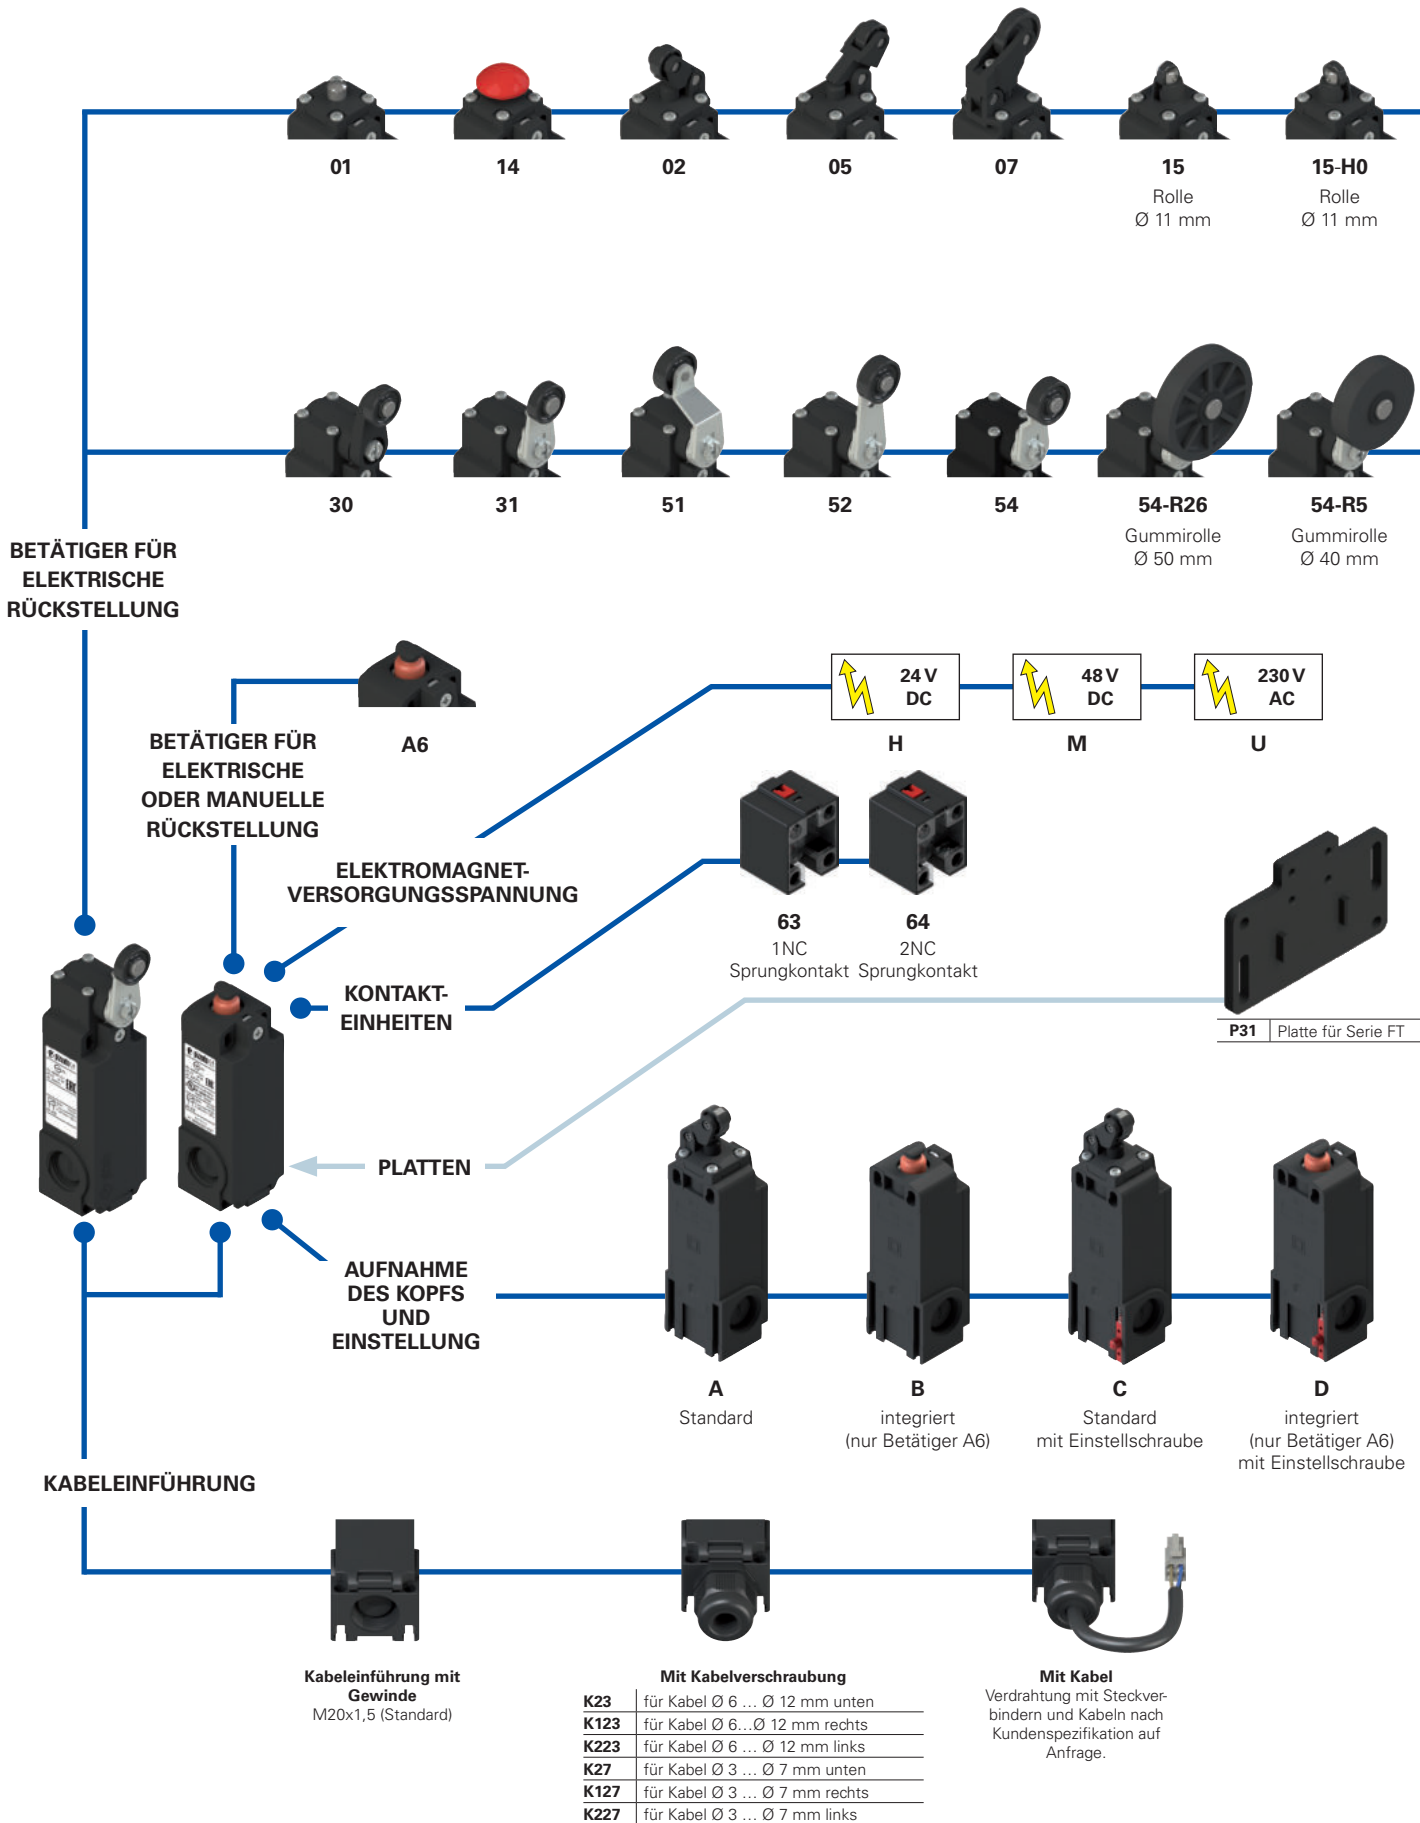 01
14
02
05
07
15
15-H0
Rolle
Ø 11 mm
Rolle
Ø 11 mm
30
31
51
52
54
54-R26
54-R5
Gummirolle
Ø 50 mm
Gummirolle
Ø 40 mm
BETÄTIGER FÜR
ELEKTRISCHE
RÜCKSTELLUNG
A6
BETÄTIGER FÜR
ELEKTRISCHE
ODER MANUELLE
RÜCKSTELLUNG
24 V
DC
48 V
DC
230 V
AC
H
M
U
ELEKTROMAGNET-
VERSORGUNGSSPANNUNG
63
1NC
Sprungkontakt
64
2NC
Sprungkontakt
KONTAKT-
EINHEITEN
P31 Platte für Serie FT
PLATTEN
AUFNAHME
DES KOPFS
UND
EINSTELLUNG
A
Standard
B
integriert
(nur Betätiger A6)
C
Standard
mit Einstellschraube
D
integriert
(nur Betätiger A6)
mit Einstellschraube
KABELEINFÜHRUNG
Kabeleinführung mit
Gewinde
M20x1,5 (Standard)
Mit Kabelverschraubung
K23 für Kabel Ø 6 … Ø 12 mm unten
K123 für Kabel Ø 6…Ø 12 mm rechts
K223 für Kabel Ø 6 … Ø 12 mm links
K27 für Kabel Ø 3 … Ø 7 mm unten
K127 für Kabel Ø 3 … Ø 7 mm rechts
K227 für Kabel Ø 3 … Ø 7 mm links
Mit Kabel
Verdrahtung mit Steckver-
bindern und Kabeln nach
Kundenspezifikation auf
Anfrage.